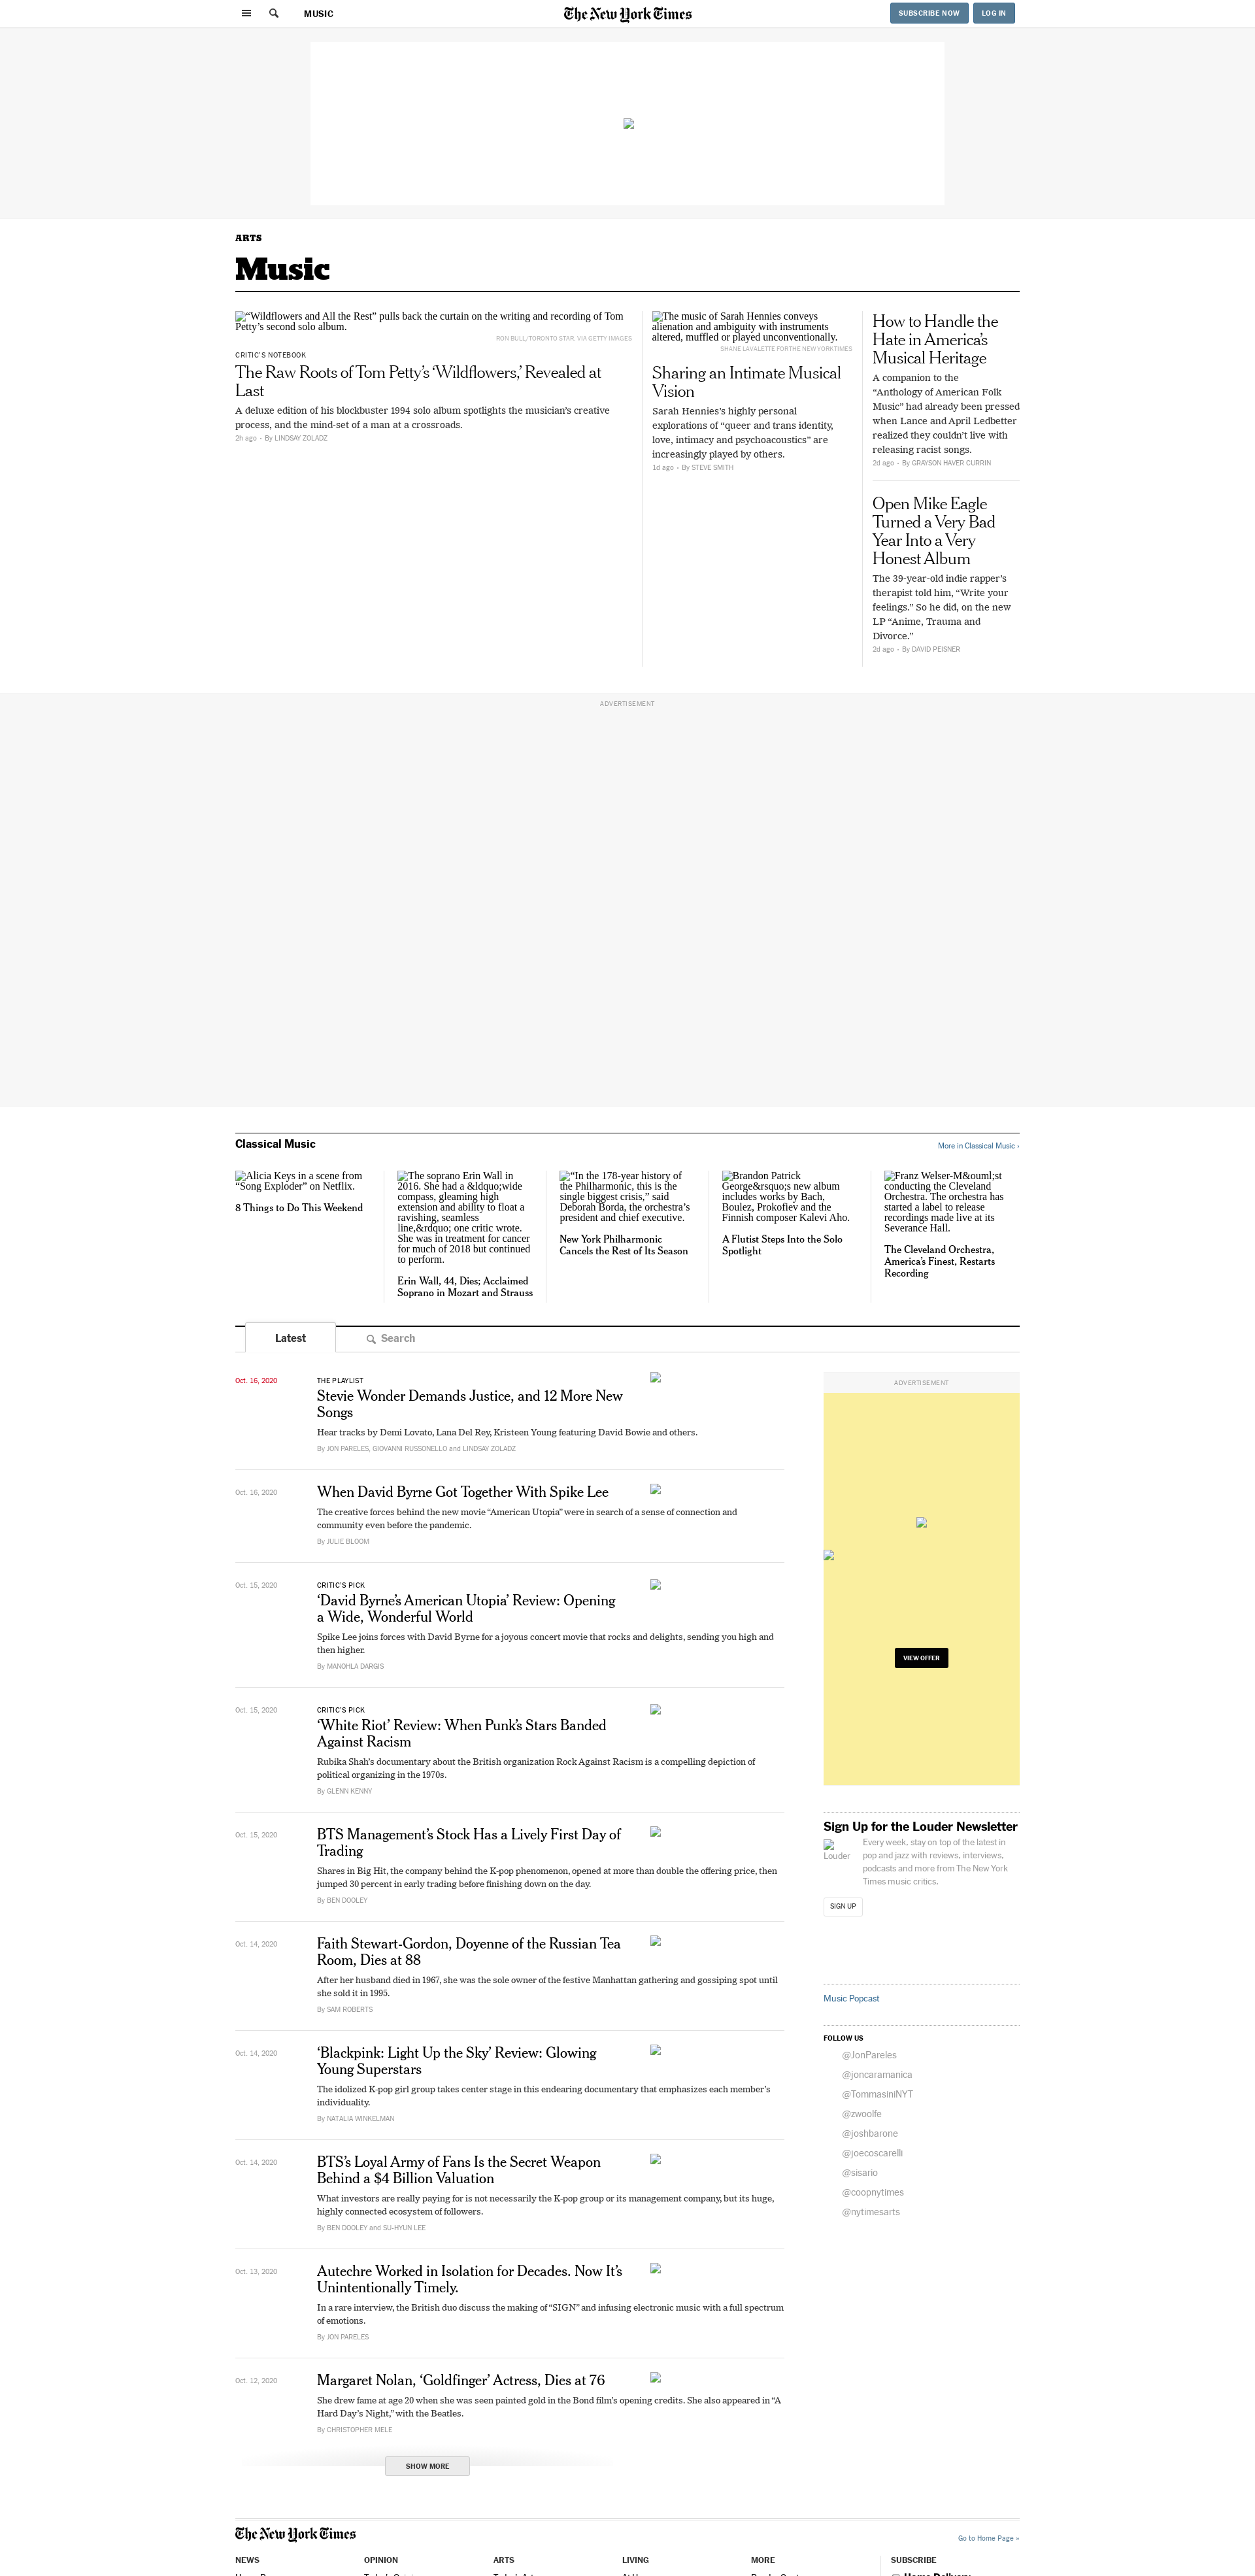 MUSIC
The New York Times
SUBSCRIBE NOW
LOG IN
ARTS
Music
“Wildflowers and All the Rest” pulls back the curtain on the writing and recording of Tom
Petty’s second solo album.
RON BULL/TORONTO STAR, VIA GETTY IMAGES
CRITIC’S NOTEBOOK
The Raw Roots of Tom Petty’s ‘Wildflowers,’ Revealed at
Last
A deluxe edition of his blockbuster 1994 solo album spotlights the musician’s creative
process, and the mind-set of a man at a crossroads.
2h ago - By LINDSAY ZOLADZ
The music of Sarah Hennies conveys
alienation and ambiguity with instruments
altered, muffled or played unconventionally.
SHANE LAVALETTE FOR THE NEW YORK TIMES
Sharing an Intimate Musical
Vision
Sarah Hennies’s highly personal
explorations of “queer and trans identity,
love, intimacy and psychoacoustics” are
increasingly played by others.
1d ago - By STEVE SMITH
How to Handle the
Hate in America’s
Musical Heritage
A companion to the
“Anthology of American Folk
Music” had already been pressed
when Lance and April Ledbetter
realized they couldn’t live with
releasing racist songs.
2d ago - By GRAYSON HAVER CURRIN
Open Mike Eagle
Turned a Very Bad
Year Into a Very
Honest Album
The 39-year-old indie rapper’s
therapist told him, “Write your
feelings.” So he did, on the new
LP “Anime, Trauma and
Divorce.”
2d ago - By DAVID PEISNER
ADVERTISEMENT
Classical Music
More in Classical Music ›
Alicia Keys in a scene from
“Song Exploder” on Netflix.
8 Things to Do This Weekend
The soprano Erin Wall in
2016. She had a &ldquo;wide
compass, gleaming high
extension and ability to float a
ravishing, seamless
line,&rdquo; one critic wrote.
She was in treatment for cancer
for much of 2018 but continued
to perform.
Erin Wall, 44, Dies; Acclaimed
Soprano in Mozart and Strauss
“In the 178-year history of
the Philharmonic, this is the
single biggest crisis,” said
Deborah Borda, the orchestra’s
president and chief executive.
New York Philharmonic
Cancels the Rest of Its Season
Brandon Patrick
George&rsquo;s new album
includes works by Bach,
Boulez, Prokofiev and the
Finnish composer Kalevi Aho.
A Flutist Steps Into the Solo
Spotlight
Franz Welser-M&ouml;st
conducting the Cleveland
Orchestra. The orchestra has
started a label to release
recordings made live at its
Severance Hall.
The Cleveland Orchestra,
America’s Finest, Restarts
Recording
Latest
Search
Oct. 16, 2020
THE PLAYLIST
Stevie Wonder Demands Justice, and 12 More New
Songs
Hear tracks by Demi Lovato, Lana Del Rey, Kristeen Young featuring David Bowie and others.
By JON PARELES, GIOVANNI RUSSONELLO and LINDSAY ZOLADZ
Oct. 16, 2020
When David Byrne Got Together With Spike Lee
The creative forces behind the new movie “American Utopia” were in search of a sense of connection and
community even before the pandemic.
By JULIE BLOOM
Oct. 15, 2020
CRITIC’S PICK
‘David Byrne’s American Utopia’ Review: Opening
a Wide, Wonderful World
Spike Lee joins forces with David Byrne for a joyous concert movie that rocks and delights, sending you high and
then higher.
By MANOHLA DARGIS
Oct. 15, 2020
CRITIC’S PICK
‘White Riot’ Review: When Punk’s Stars Banded
Against Racism
Rubika Shah’s documentary about the British organization Rock Against Racism is a compelling depiction of
political organizing in the 1970s.
By GLENN KENNY
Oct. 15, 2020
BTS Management’s Stock Has a Lively First Day of
Trading
Shares in Big Hit, the company behind the K-pop phenomenon, opened at more than double the offering price, then
jumped 30 percent in early trading before finishing down on the day.
By BEN DOOLEY
Oct. 14, 2020
Faith Stewart-Gordon, Doyenne of the Russian Tea
Room, Dies at 88
After her husband died in 1967, she was the sole owner of the festive Manhattan gathering and gossiping spot until
she sold it in 1995.
By SAM ROBERTS
Oct. 14, 2020
‘Blackpink: Light Up the Sky’ Review: Glowing
Young Superstars
The idolized K-pop girl group takes center stage in this endearing documentary that emphasizes each member’s
individuality.
By NATALIA WINKELMAN
Oct. 14, 2020
BTS’s Loyal Army of Fans Is the Secret Weapon
Behind a $4 Billion Valuation
What investors are really paying for is not necessarily the K-pop group or its management company, but its huge,
highly connected ecosystem of followers.
By BEN DOOLEY and SU-HYUN LEE
Oct. 13, 2020
Autechre Worked in Isolation for Decades. Now It’s
Unintentionally Timely.
In a rare interview, the British duo discuss the making of “SIGN” and infusing electronic music with a full spectrum
of emotions.
By JON PARELES
Oct. 12, 2020
Margaret Nolan, ‘Goldfinger’ Actress, Dies at 76
She drew fame at age 20 when she was seen painted gold in the Bond film’s opening credits. She also appeared in “A
Hard Day’s Night,” with the Beatles.
By CHRISTOPHER MELE
SHOW MORE
ADVERTISEMENT
VIEW OFFER
Sign Up for the Louder Newsletter
Louder
Every week, stay on top of the latest in
pop and jazz with reviews, interviews,
podcasts and more from The New York
Times music critics.
SIGN UP
Music Popcast
FOLLOW US
@JonPareles
@joncaramanica
@TommasiniNYT
@zwoolfe
@joshbarone
@joecoscarelli
@sisario
@coopnytimes
@nytimesarts
The New York Times
Go to Home Page »
NEWS
OPINION
ARTS
LIVING
MORE
SUBSCRIBE